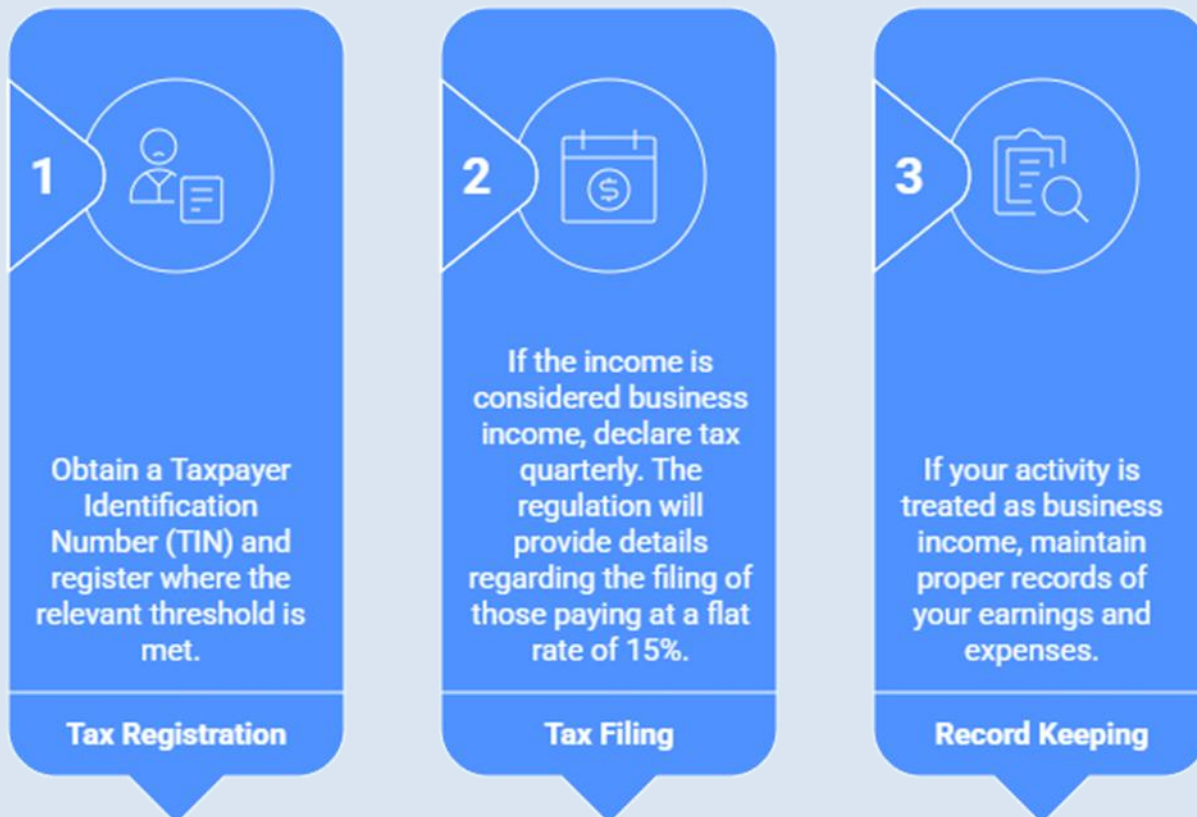 1
Obtain a Taxpayer
Identification
Number (TIN) and
register where the
relevant threshold is
met.
Tax Registration
2
If the income is
considered business
income, declare tax
quarterly. The
regulation will
provide details
regarding the filing of
those paying at a flat
rate of 15%.
Tax Filing
3
If your activity is
treated as business
income, maintain
proper records of
your earnings and
expenses.
Record Keeping